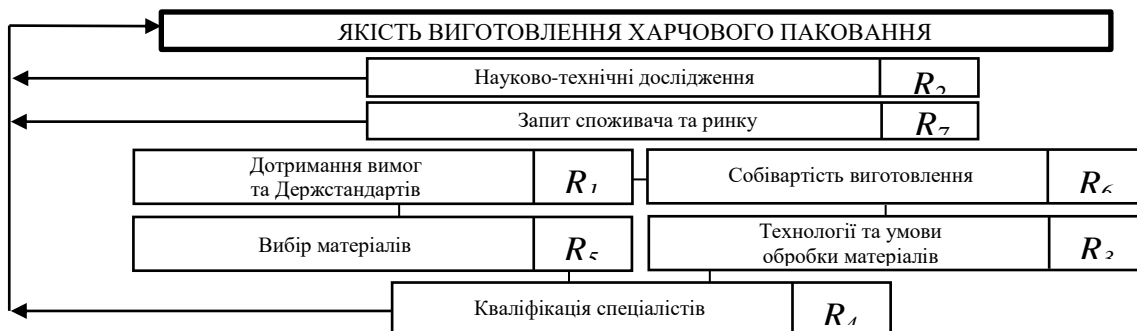 ЯКІСТЬ ВИГОТОВЛЕННЯ ХАРЧОВОГО ПАКОВАННЯ
Науково-технічні дослідження R2
Запит споживача та ринку R7
Дотримання вимог
та Держстандартів R1
Собівартість виготовлення R6
Вибір матеріалів R5
Технології та умови
обробки матеріалів R3
Кваліфікація спеціалістів R4